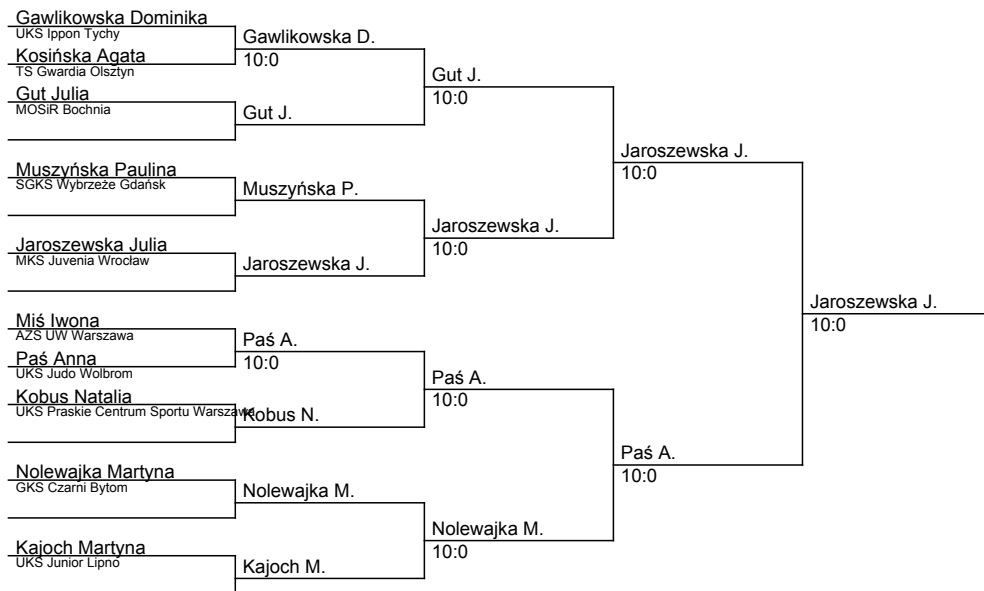 Gawlikowska Dominika
UKS Ippon Tychy
Kosińska Agata
TS Gwardia Olsztyn
Gut Julia
MOSiR Bochnia
Muszyńska Paulina
SGKS Wybrzeże Gdańsk
Jaroszewska Julia
MKS Juvenia Wrocław
Miś Iwona
AZS UW Warszawa
Paś Anna
UKS Judo Wolbrom
Kobus Natalia
UKS Praskie Centrum Sportu Warszawa
Nolewajka Martyna
GKS Czarni Bytom
Kajoch Martyna
UKS Junior Lipno
Gawlikowska D.
10:0
Gut J.
Muszyńska P.
Jaroszewska J.
Paś A.
10:0
Kobus N.
Nolewajka M.
Kajoch M.
Gut J.
10:0
Jaroszewska J.
10:0
Paś A.
10:0
Nolewajka M.
10:0
Jaroszewska J.
10:0
Paś A.
10:0
Jaroszewska J.
10:0